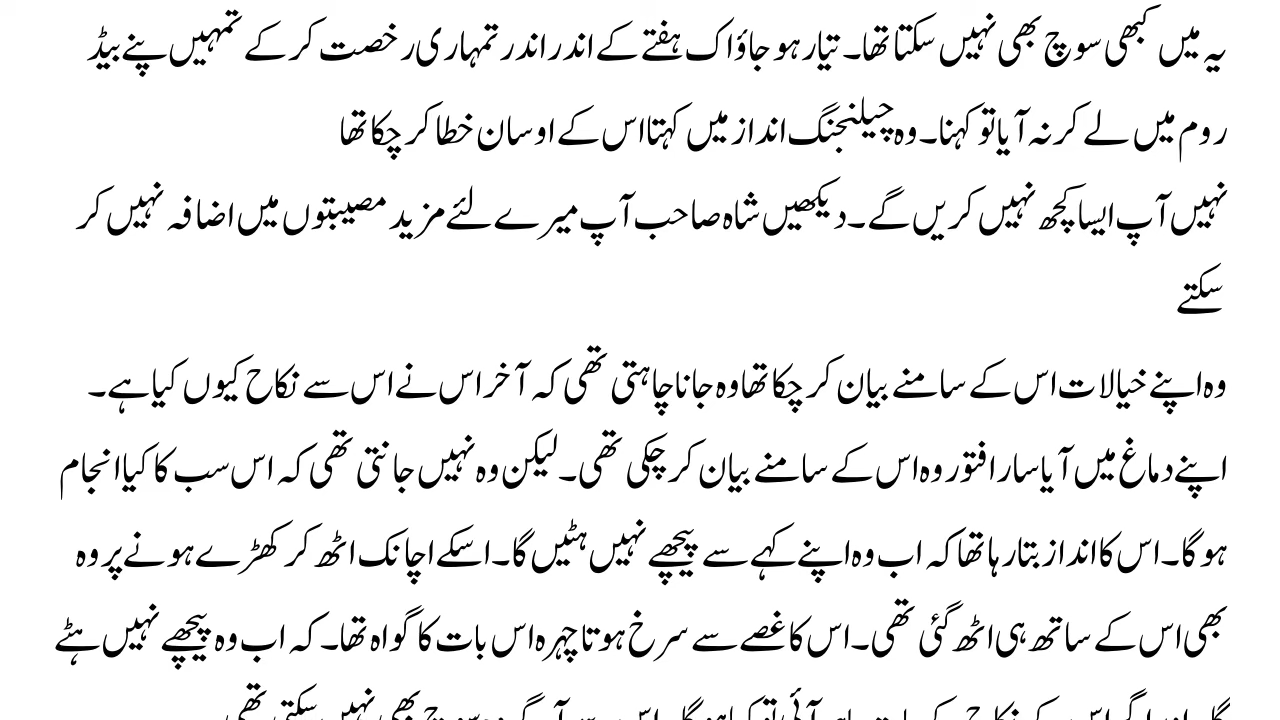 یہ میں کبھی سوچ بھی نہیں سکتا تھا۔ تیار ہو جاؤ اک ہفتے کے اندر اندر تمہاری رخصت کر کے تمہیں پنے بیڈ
روم میں لے کر نہ آیا تو کہنا۔ وہ چیلنجنگ انداز میں کہتا اس کے اوسان خطا کر چکا تھا
نہیں آپ ایسا کچھ نہیں کریں گے۔ دیکھیں شاہ صاحب آپ میرے لئے مزید مصیبتوں میں اضافہ نہیں کر
سکتے
وہ اپنے خیالات اس کے سامنے بیان کر چکا تھا وہ جانا چاہتی تھی کہ آخر اس نے اس سے نکاح کیوں کیا ہے۔
اپنے دماغ میں آیا سارا فتور وہ اس کے سامنے بیان کر چکی تھی۔ لیکن وہ نہیں جانتی تھی کہ اس سب کا کیا انجام
ہو گا۔ اس کا انداز بتا رہا تھا کہ اب وہ اپنے کہے سے پیچھے نہیں ہٹیں گا۔ اسکے اچانک اٹھ کر کھڑے ہونے پر وہ
بھی اس کے ساتھ ہی اٹھ گئی تھی۔ اس کا غصے سے سرخ ہوتا چہرہ اس بات کا گواہ تھا۔ کہ اب وہ پیچھے نہیں ہٹے